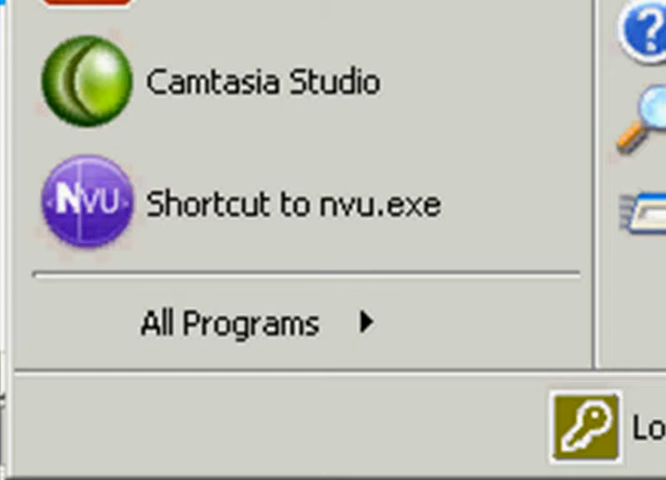 Camtasia Studio
NVU
Shortcut to nvu.exe
All Programs
Lo